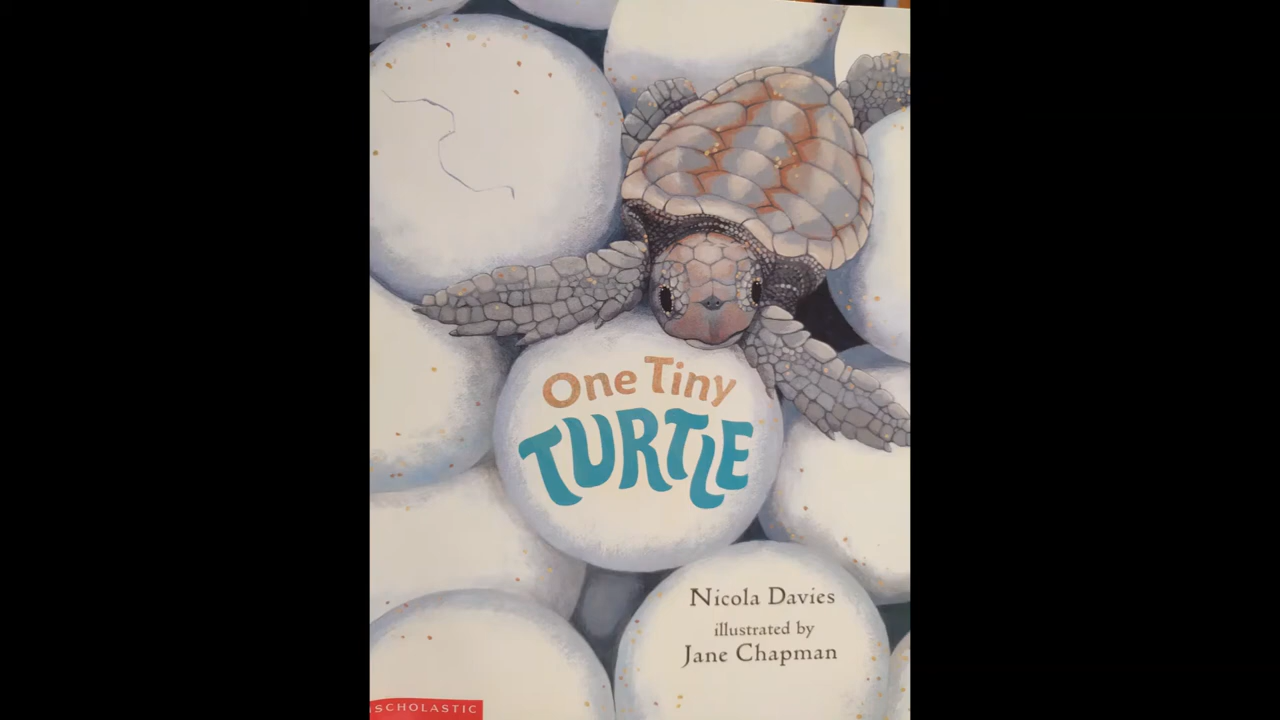 One Tiny
TURTLE
Nicola Davies
illustrated by
Jane Chapman
SCHOLASTIC